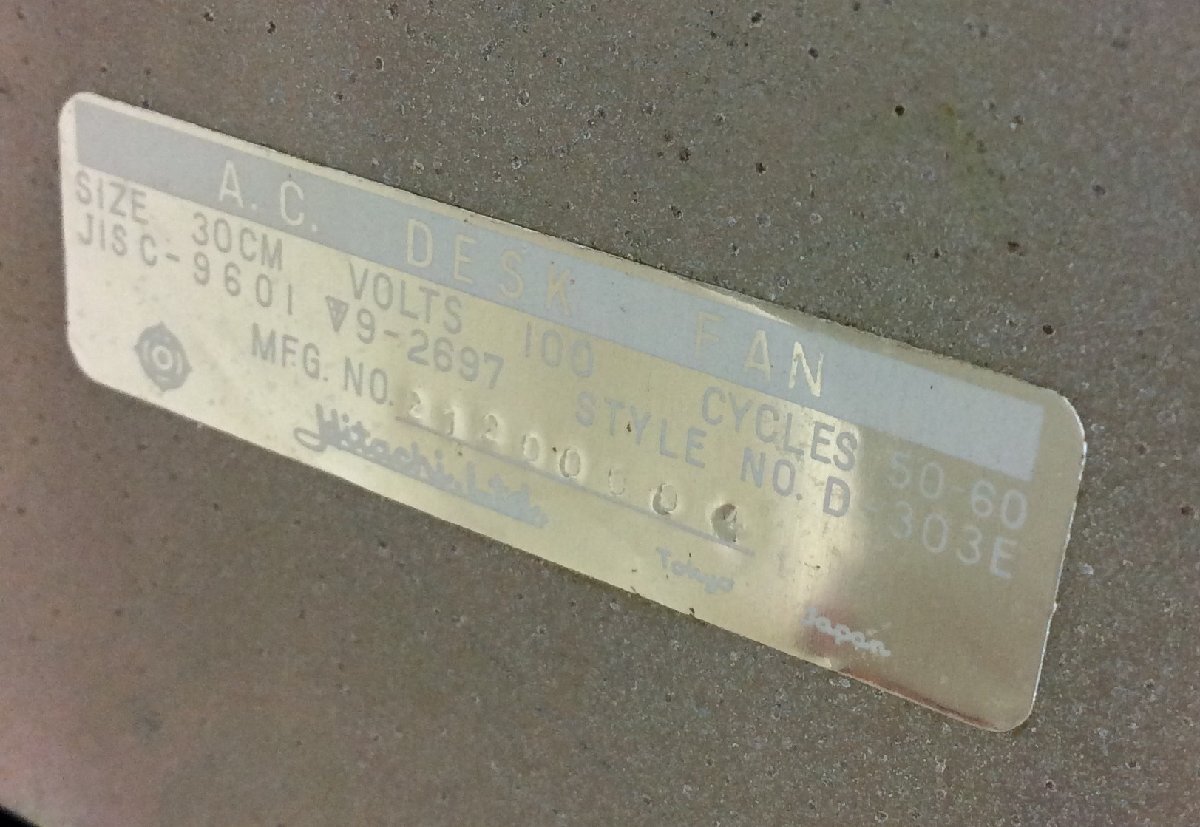 A.C. DESK FAN
SIZE 30CM VOLTS 100 CYCLES 50-60
JIS C-9601 ▽9-2697 STYLE NO. D-303E
MFG. NO.
Hitachi, Ltd.
Tokyo Japan